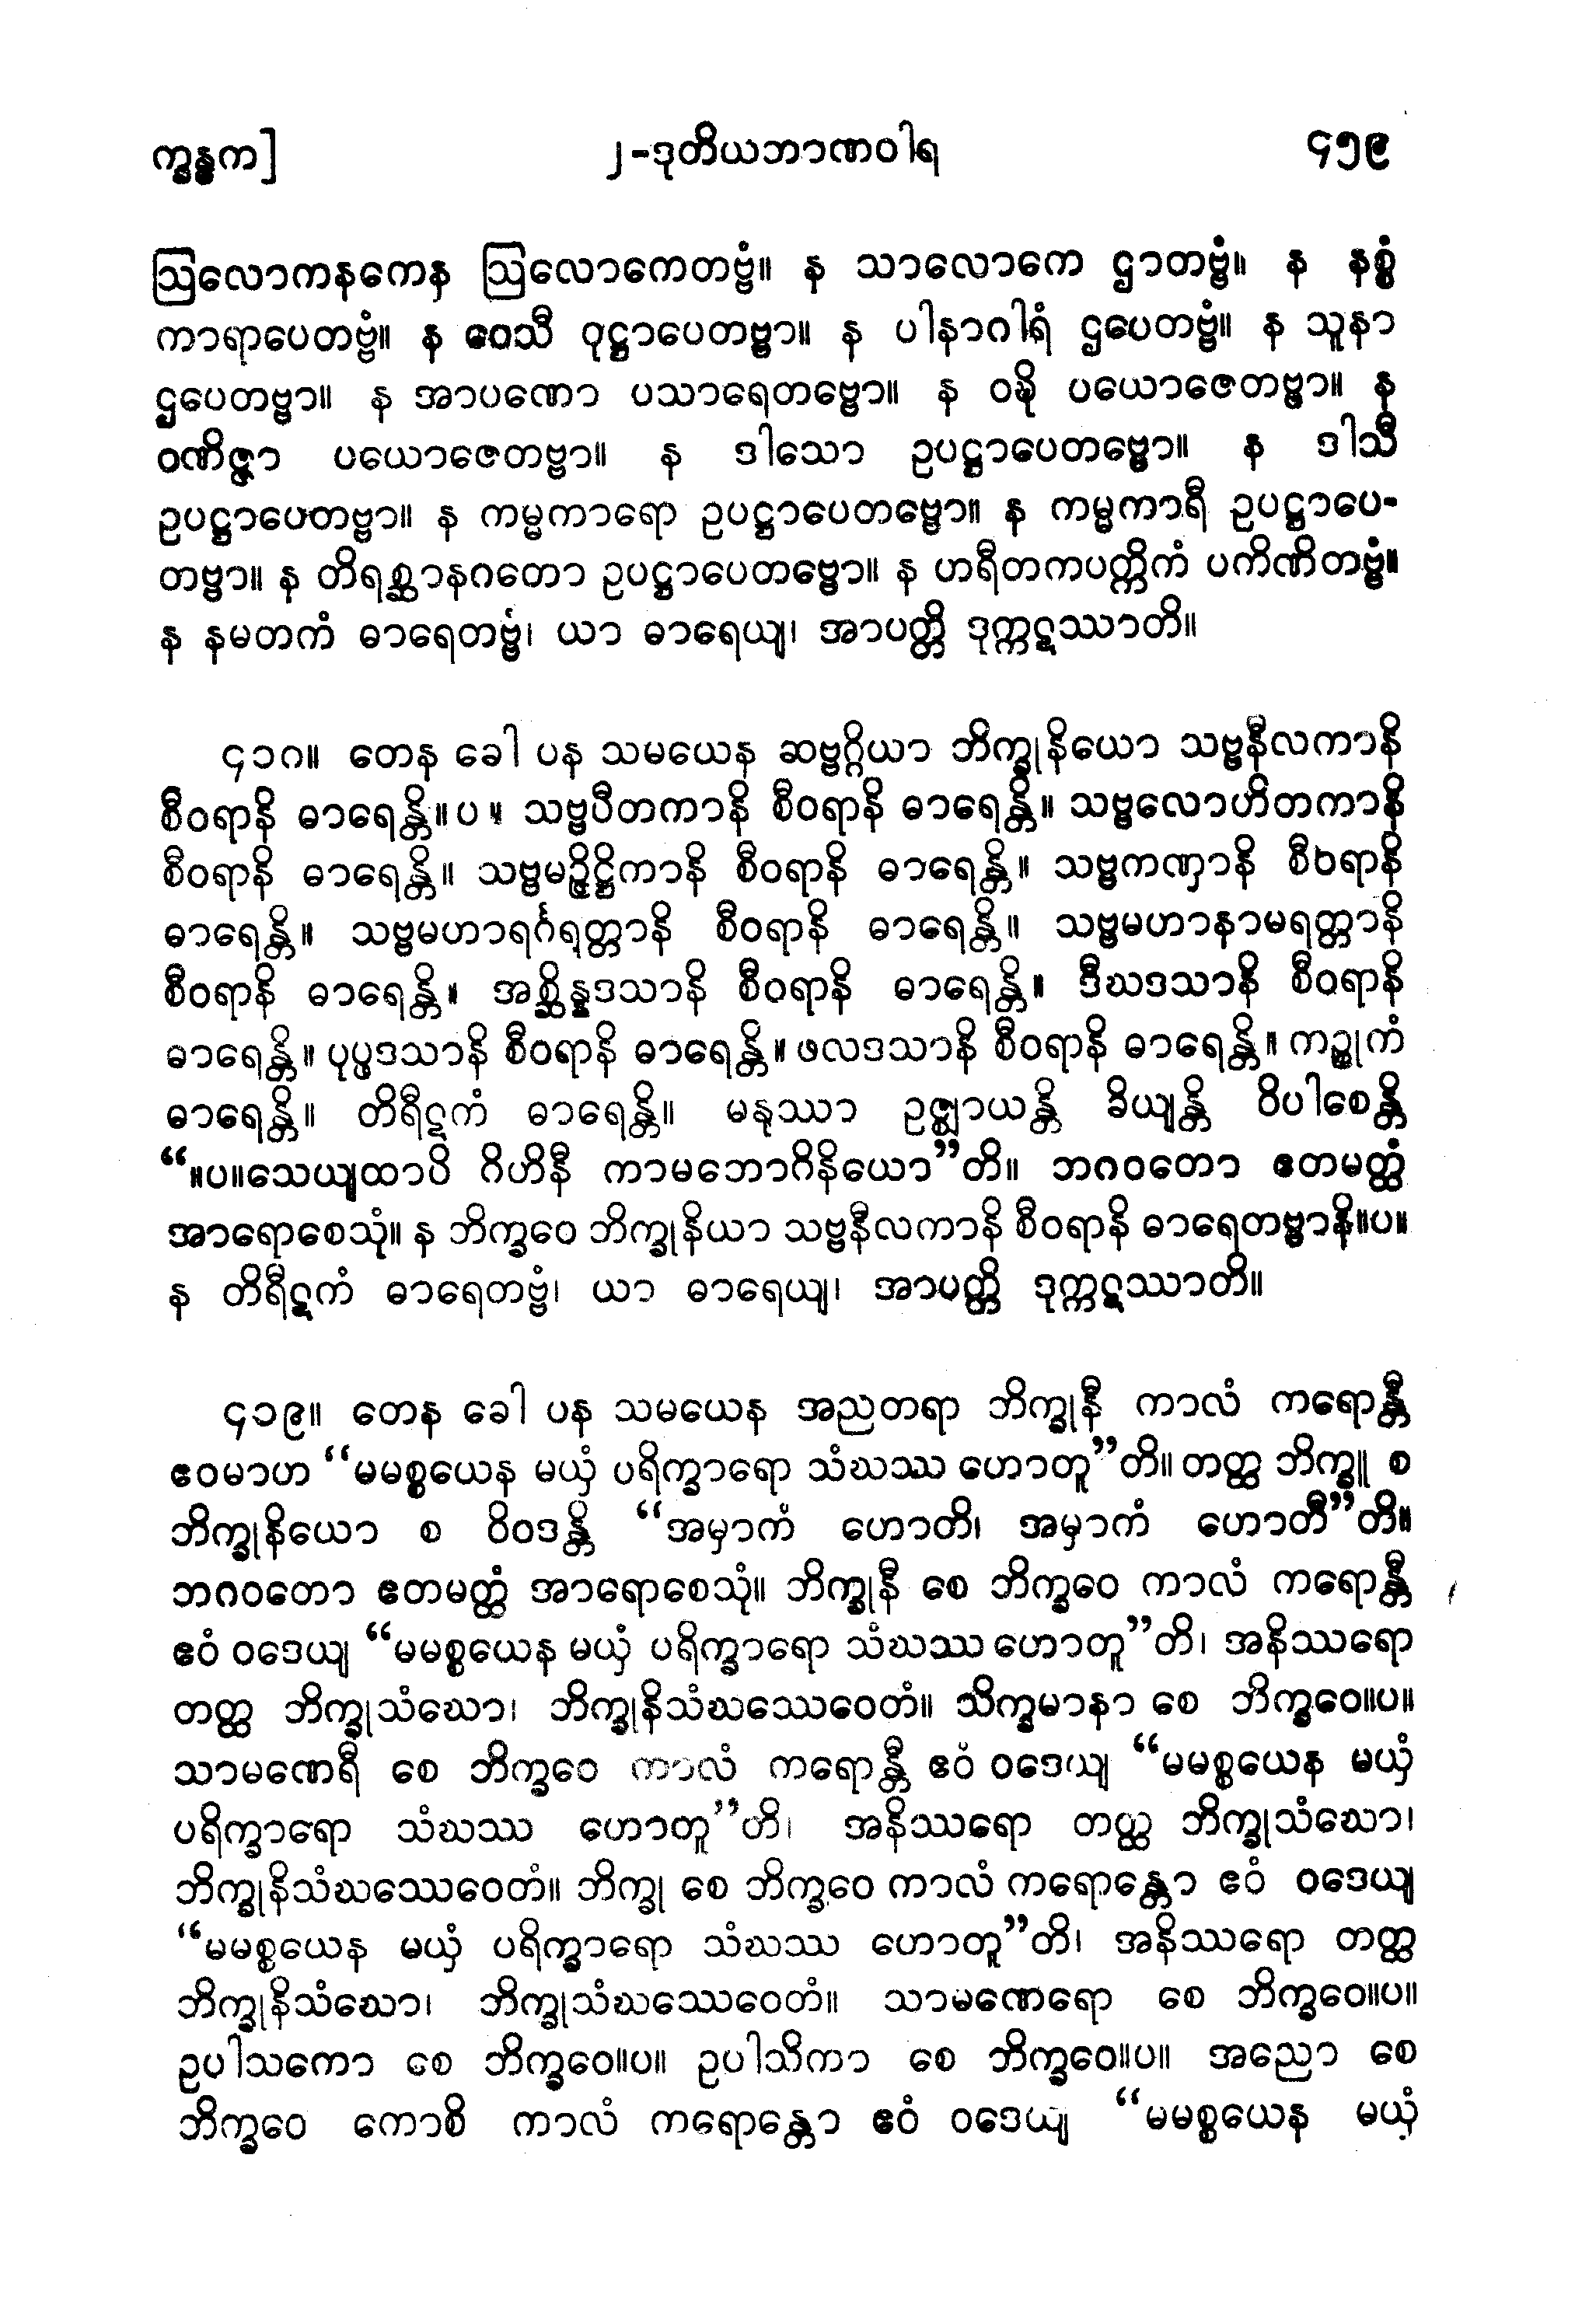 က္ခန္ဓက]	၂-ဒုတိယဘာဏဝါရ	၄၅၉
ဩလောကနကေန ဩလောကေတဗ္ဗံ။ န သာလောကေ ဌာတဗ္ဗံ။ န နစ္စံ
ကာရာပေတဗ္ဗံ။ န ဝေသီ ဝုဋ္ဌာပေတဗ္ဗာ။ န ပါနာဂါရံ ဌပေတဗ္ဗံ။ န သူနာ
ဌပေတဗ္ဗာ။ န အာပဏော ပသာရေတဗ္ဗော။ န ဝဍ္ဎိ ပယောဇေတဗ္ဗာ။ န
ဝဏိဇ္ဇာ ပယောဇေတဗ္ဗာ။ န ဒါသော ဥပဋ္ဌာပေတဗ္ဗော။ န ဒါသီ
ဥပဋ္ဌာပေတဗ္ဗာ။ န ကမ္မကာရော ဥပဋ္ဌာပေတဗ္ဗော။ န ကမ္မကာရီ ဥပဋ္ဌာပေ-
တဗ္ဗာ။ န တိရစ္ဆာနဂတော ဥပဋ္ဌာပေတဗ္ဗော။ န ဟရီတကပတ္တိကံ ပကိဏိတဗ္ဗံ။
န နမတကံ ဓာရေတဗ္ဗံ၊ ယာ ဓာရေယျ၊ အာပတ္တိ ဒုက္ကဋဿာတိ။
၄၁၈။ တေန ခေါ ပန သမယေန ဆဗ္ဗဂ္ဂိယာ ဘိက္ခုနိယော သဗ္ဗနီလကာနိ
စီဝရာနိ ဓာရေန္တိ။ပ။ သဗ္ဗပီတကာနိ စီဝရာနိ ဓာရေန္တိ။ သဗ္ဗလောဟိတကာနိ
စီဝရာနိ ဓာရေန္တိ။ သဗ္ဗမဉ္ဇိဋ္ဌိကာနိ စီဝရာနိ ဓာရေန္တိ။ သဗ္ဗကဏှာနိ စီဝရာနိ
ဓာရေန္တိ။ သဗ္ဗမဟာရင်္ဂရတ္တာနိ စီဝရာနိ ဓာရေန္တိ။ သဗ္ဗမဟာနာမရတ္တာနိ
စီဝရာနိ ဓာရေန္တိ။ အစ္ဆိန္နဒသာနိ စီဝရာနိ ဓာရေန္တိ။ ဒီဃဒသာနိ စီဝရာနိ
ဓာရေန္တိ။ ပုပ္ဖဒသာနိ စီဝရာနိ ဓာရေန္တိ။ ဖလဒသာနိ စီဝရာနိ ဓာရေန္တိ။ ကဉ္စုကံ
ဓာရေန္တိ။ တိရီဋကံ ဓာရေန္တိ။ မနုဿာ ဥဇ္ဈာယန္တိ ခိယျန္တိ ဝိပါစေန္တိ
“။ပ။သေယျထာပိ ဂိဟိနီ ကာမဘောဂိနိယော”တိ။ ဘဂဝတော ဧတမတ္ထံ
အာရောစေသုံ။ န ဘိက္ခဝေ ဘိက္ခုနိယာ သဗ္ဗနီလကာနိ စီဝရာနိ ဓာရေတဗ္ဗာနိ။ပ။
န တိရီဋကံ ဓာရေတဗ္ဗံ၊ ယာ ဓာရေယျ၊ အာပတ္တိ ဒုက္ကဋဿာတိ။
၄၁၉။ တေန ခေါ ပန သမယေန အညတရာ ဘိက္ခုနီ ကာလံ ကရောန္တီ
ဧဝမာဟ “မမစ္စယေန မယှံ ပရိက္ခာရော သံဃဿ ဟောတူ”တိ။ တတ္ထ ဘိက္ခူ စ
ဘိက္ခုနိယော စ ဝိဝဒန္တိ “အမှာကံ ဟောတိ၊ အမှာကံ ဟောတီ”တိ။
ဘဂဝတော ဧတမတ္ထံ အာရောစေသုံ။ ဘိက္ခုနီ စေ ဘိက္ခဝေ ကာလံ ကရောန္တီ
ဧဝံ ဝဒေယျ “မမစ္စယေန မယှံ ပရိက္ခာရော သံဃဿ ဟောတူ”တိ၊ အနိဿရော
တတ္ထ ဘိက္ခုသံဃော၊ ဘိက္ခုနိသံဃဿေဝေတံ။ သိက္ခမာနာ စေ ဘိက္ခဝေ။ပ။
သာမဏေရီ စေ ဘိက္ခဝေ ကာလံ ကရောန္တီ ဧဝံ ဝဒေယျ “မမစ္စယေန မယှံ
ပရိက္ခာရော သံဃဿ ဟောတူ”တိ၊ အနိဿရော တတ္ထ ဘိက္ခုသံဃော၊
ဘိက္ခုနိသံဃဿေဝေတံ။ ဘိက္ခု စေ ဘိက္ခဝေ ကာလံ ကရောန္တော ဧဝံ ဝဒေယျ
“မမစ္စယေန မယှံ ပရိက္ခာရော သံဃဿ ဟောတူ”တိ၊ အနိဿရော တတ္ထ
ဘိက္ခုနိသံဃော၊ ဘိက္ခုသံဃဿေဝေတံ။ သာမဏေရော စေ ဘိက္ခဝေ။ပ။
ဥပါသကော စေ ဘိက္ခဝေ။ပ။ ဥပါသိကာ စေ ဘိက္ခဝေ။ပ။ အညော စေ
ဘိက္ခဝေ ကောစိ ကာလံ ကရောန္တော ဧဝံ ဝဒေယျ “မမစ္စယေန မယှံ